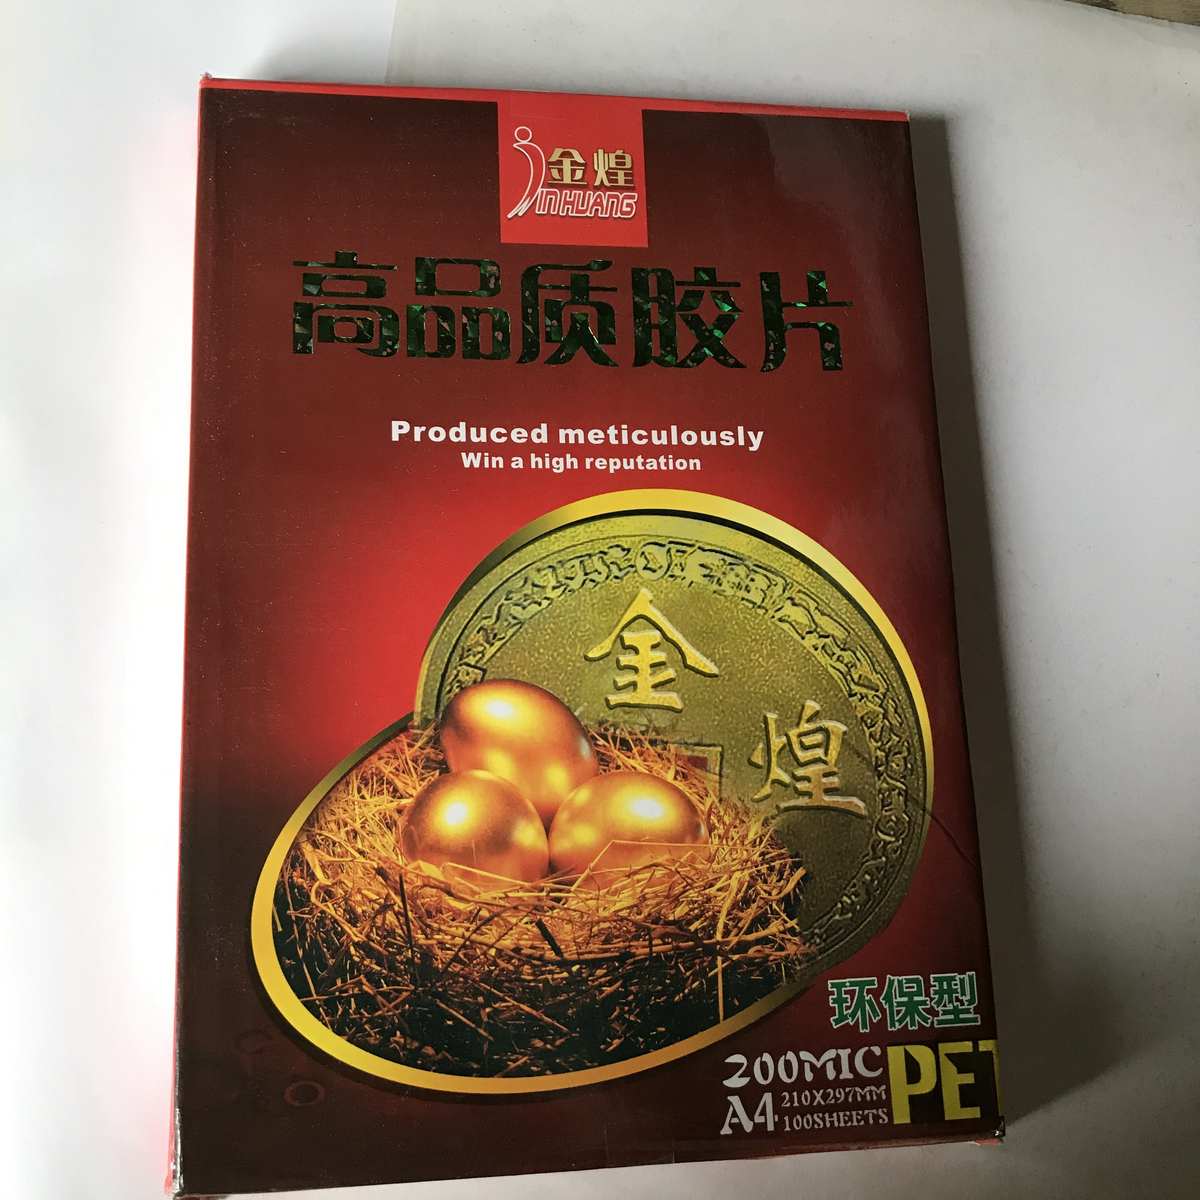 金煌
JINHUANG
高品质胶片
Produced meticulously
Win a high reputation
金
煌
环保型
200MIC
A4
210X297MM
100SHEETS
PET